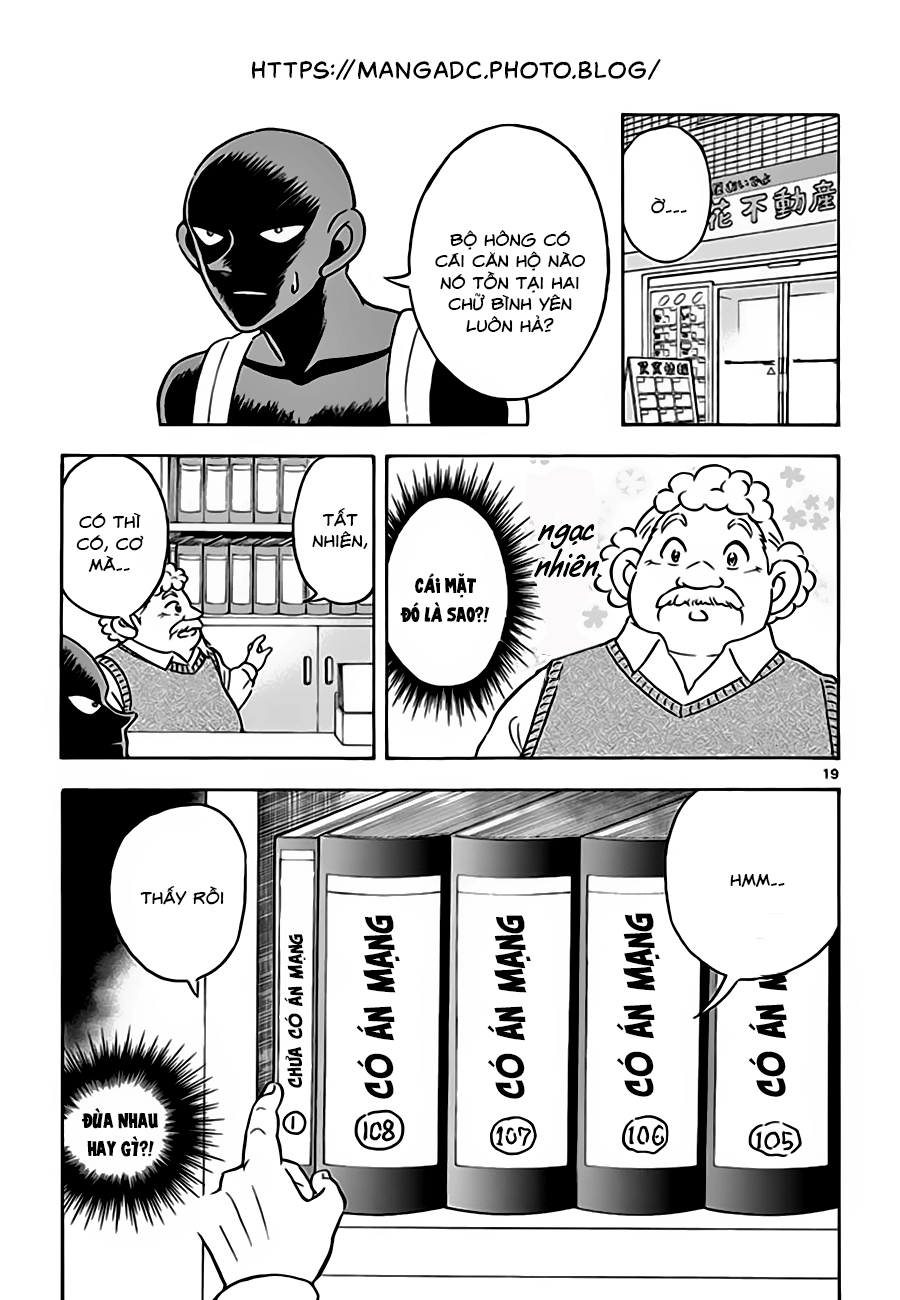 HTTPS://MANGADC.PHOTO.BLOG/
Ờ...
花不動産
BỘ HÔNG CÓ
CÁI CĂN HỘ NÀO
NÓ TỒN TẠI HAI
CHỮ BÌNH YÊN
LUÔN HẢ?
CÓ THÌ
CÓ, CƠ
MÀ...
TẤT
NHIÊN,
CÁI MẶT
ĐÓ LÀ SAO?!
ngạc
nhiên
19
THẤY RỒI
HMM...
CHƯA CÓ ÁN MẠNG
1
CÓ ÁN MẠNG
108
CÓ ÁN MẠNG
107
CÓ ÁN MẠNG
106
CÓ ÁN M
105
ĐÙA NHAU
HAY GÌ?!